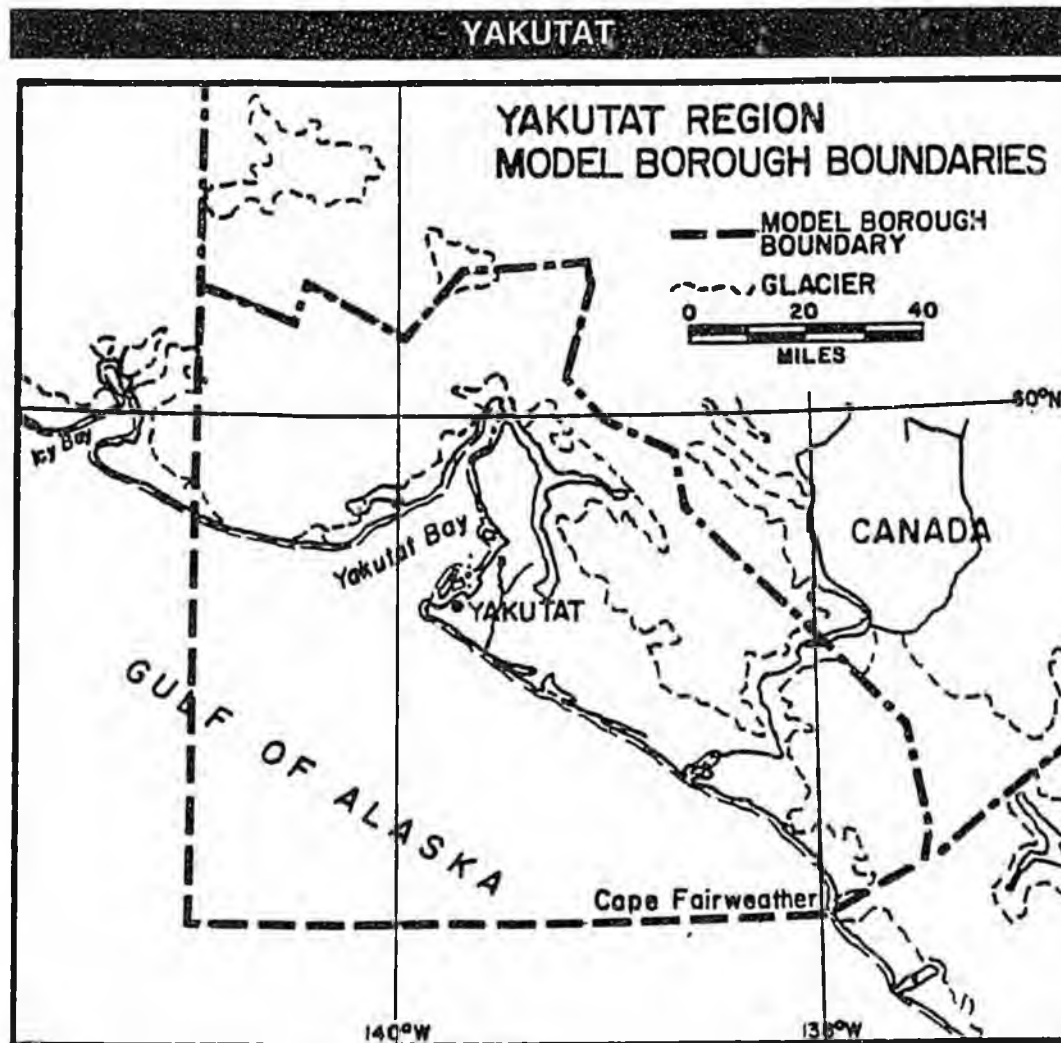 YAKUTAT
YAKUTAT REGION
MODEL BOROUGH BOUNDARIES
MODEL BOROUGH
BOUNDARY
GLACIER
0 20 40
MILES
60°N
Icy Bay
CANADA
Yakutat Bay
YAKUTAT
GULF OF ALASKA
Cape Fairweather
140°W
138°W